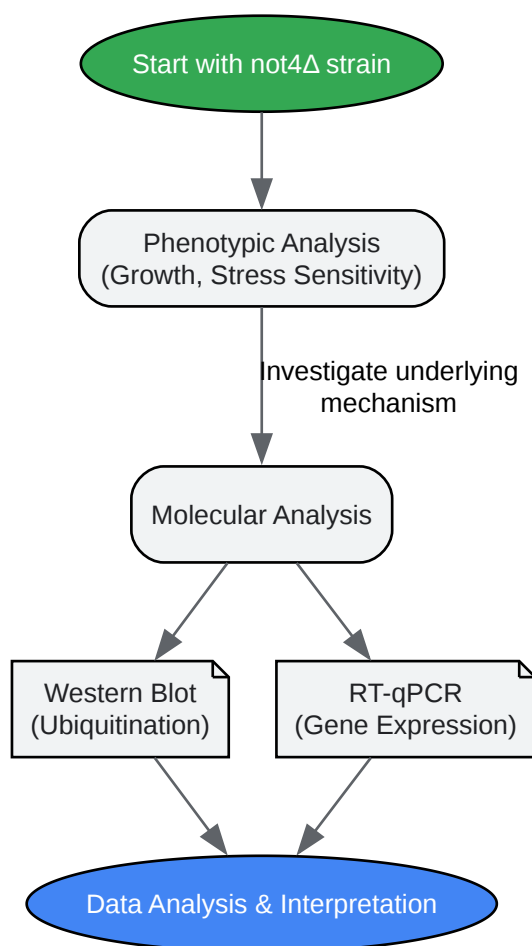 Start with not4Δ strain
Phenotypic Analysis
(Growth, Stress Sensitivity)
Investigate underlying
mechanism
Molecular Analysis
Western Blot
(Ubiquitination)
RT-qPCR
(Gene Expression)
Data Analysis & Interpretation